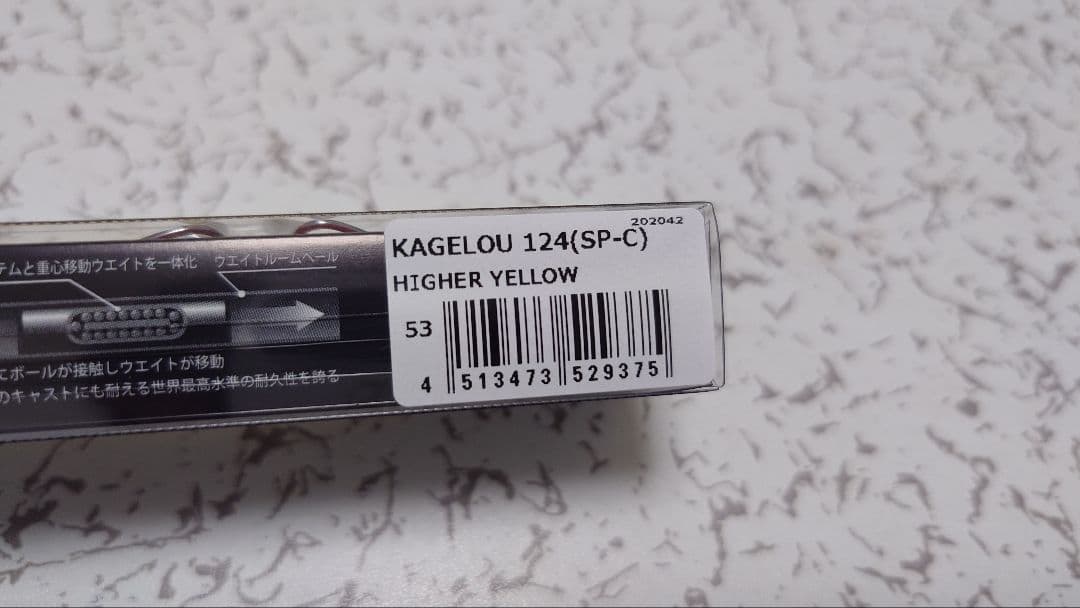 テムと重心移動ウエイトを一体化
ウエイトルームヘール
にボールが接触しウエイトが移動
のキャストにも耐える世界最高水準の耐久性を誇る
202042
KAGELOU 124(SP-C)
HIGHER YELLOW
53
4 513473 529375